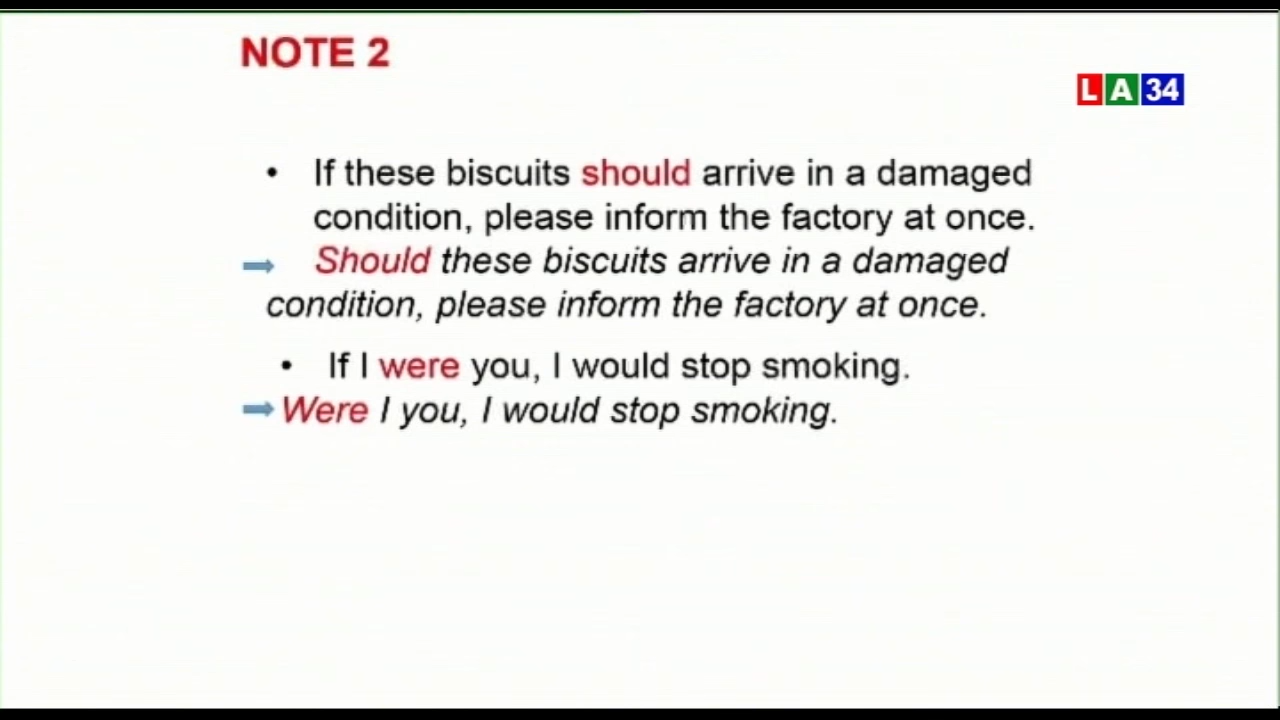 NOTE 2
LA34
• If these biscuits should arrive in a damaged
condition, please inform the factory at once.
Should these biscuits arrive in a damaged
condition, please inform the factory at once.
• If I were you, I would stop smoking.
Were I you, I would stop smoking.